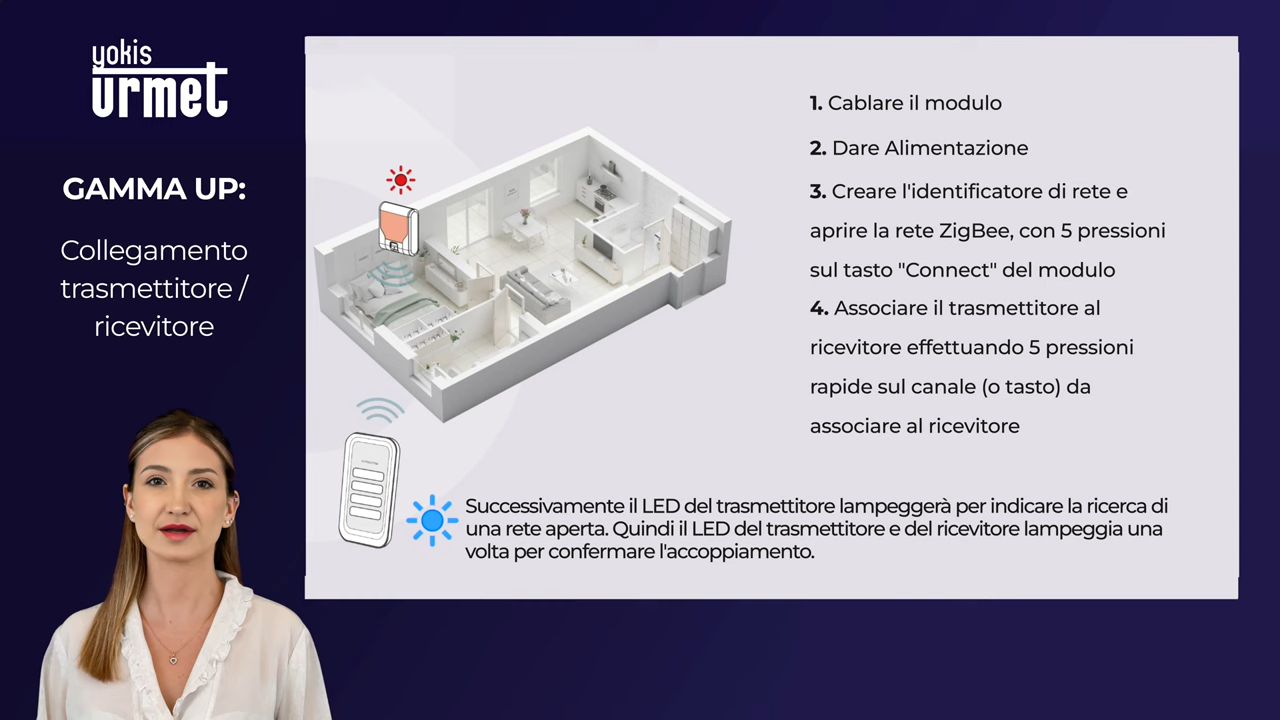 yokis
urmet
GAMMA UP:
Collegamento
trasmettitore /
ricevitore
1. Cablare il modulo
2. Dare Alimentazione
3. Creare l'identificatore di rete e
aprire la rete ZigBee, con 5 pressioni
sul tasto "Connect" del modulo
4. Associare il trasmettitore al
ricevitore effettuando 5 pressioni
rapide sul canale (o tasto) da
associare al ricevitore
Successivamente il LED del trasmettitore lampeggerà per indicare la ricerca di
una rete aperta. Quindi il LED del trasmettitore e del ricevitore lampeggia una
volta per confermare l'accoppiamento.